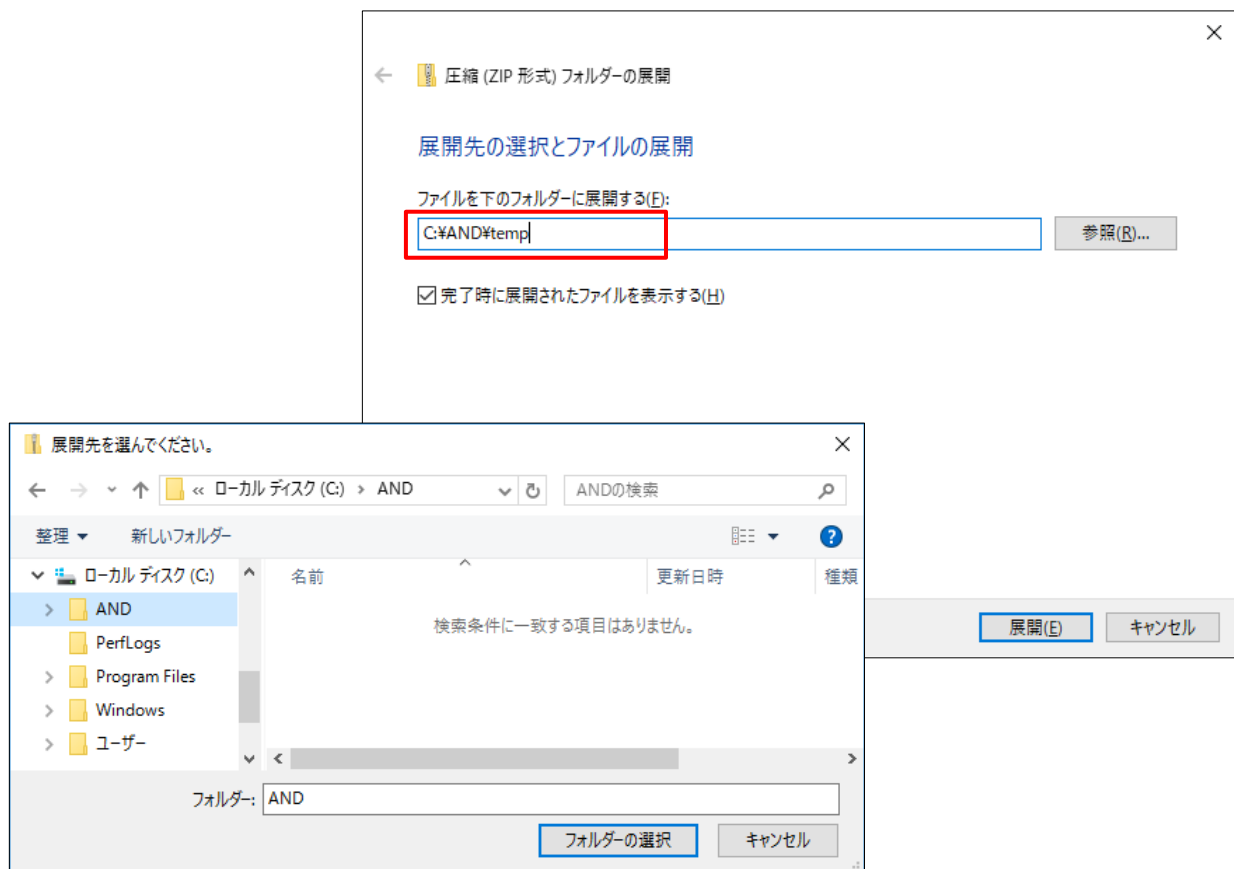 圧縮 (ZIP 形式) フォルダーの展開
展開先の選択とファイルの展開
ファイルを下のフォルダーに展開する(F):
C:¥AND¥temp
参照(R)...
完了時に展開されたファイルを表示する(H)
展開(E)
キャンセル
展開先を選んでください。
« ローカル ディスク (C:) › AND
ANDの検索
整理
新しいフォルダー
?
ローカル ディスク (C:)
AND
PerfLogs
Program Files
Windows
ユーザー
名前
更新日時
種類
検索条件に一致する項目はありません。
フォルダー: AND
フォルダーの選択
キャンセル